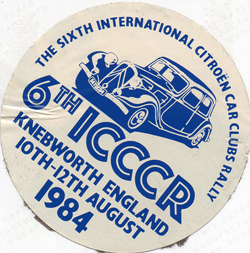 THE SIXTH INTERNATIONAL CITROËN CAR CLUBS RALLY
6TH ICCCR
KNEBWORTH ENGLAND
10TH-12TH AUGUST
1984